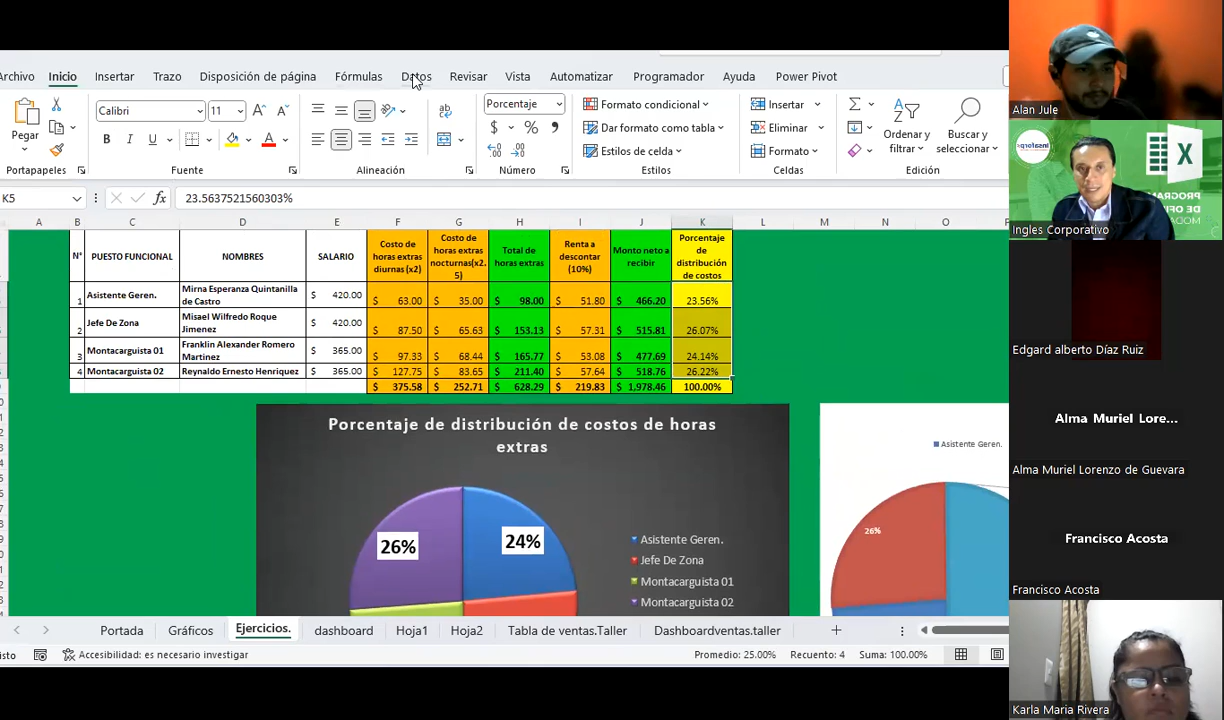 Archivo Inicio Insertar Trazo Disposición de página Fórmulas Datos Revisar Vista Automatizar Programador Ayuda Power Pivot
Pegar
Calibri 11
Porcentaje
$ % ,
Formato condicional
Dar formato como tabla
Estilos de celda
Insertar
Eliminar
Formato
Ordenar y filtrar
Buscar y seleccionar
Portapapeles Fuente Alineación Número Estilos Celdas Edición
K5 fx 23.5637521560303%
A B C D E F G H I J K L M N O
N° PUESTO FUNCIONAL NOMBRES SALARIO Costo de horas extras diurnas (x2) Costo de horas extras nocturnas(x2.5) Total de horas extras Renta a descontar (10%) Monto neto a recibir Porcentaje de distribución de costos
1 Asistente Geren. Mirna Esperanza Quintanilla de Castro $ 420.00 $ 63.00 $ 35.00 $ 98.00 $ 51.80 $ 466.20 23.56%
2 Jefe De Zona Misael Wilfredo Roque Jimenez $ 420.00 $ 87.50 $ 65.63 $ 153.13 $ 57.31 $ 515.81 26.07%
3 Montacarguista 01 Franklin Alexander Romero Martinez $ 365.00 $ 97.33 $ 68.44 $ 165.77 $ 53.08 $ 477.69 24.14%
4 Montacarguista 02 Reynaldo Ernesto Henriquez $ 365.00 $ 127.75 $ 83.65 $ 211.40 $ 57.64 $ 518.76 26.22%
$ 375.58 $ 252.71 $ 628.29 $ 219.83 $ 1,978.46 100.00%
Porcentaje de distribución de costos de horas
extras
26%
24%
Asistente Geren.
Jefe De Zona
Montacarguista 01
Montacarguista 02
Asistente Geren.
26%
Portada Gráficos Ejercicios. dashboard Hoja1 Hoja2 Tabla de ventas.Taller Dashboardventas.taller
Accesibilidad: es necesario investigar Promedio: 25.00% Recuento: 4 Suma: 100.00%
Alan Jule
insaforp
Ingles Corporativo
Edgard alberto Díaz Ruiz
Alma Muriel Lore...
Alma Muriel Lorenzo de Guevara
Francisco Acosta
Francisco Acosta
Karla Maria Rivera